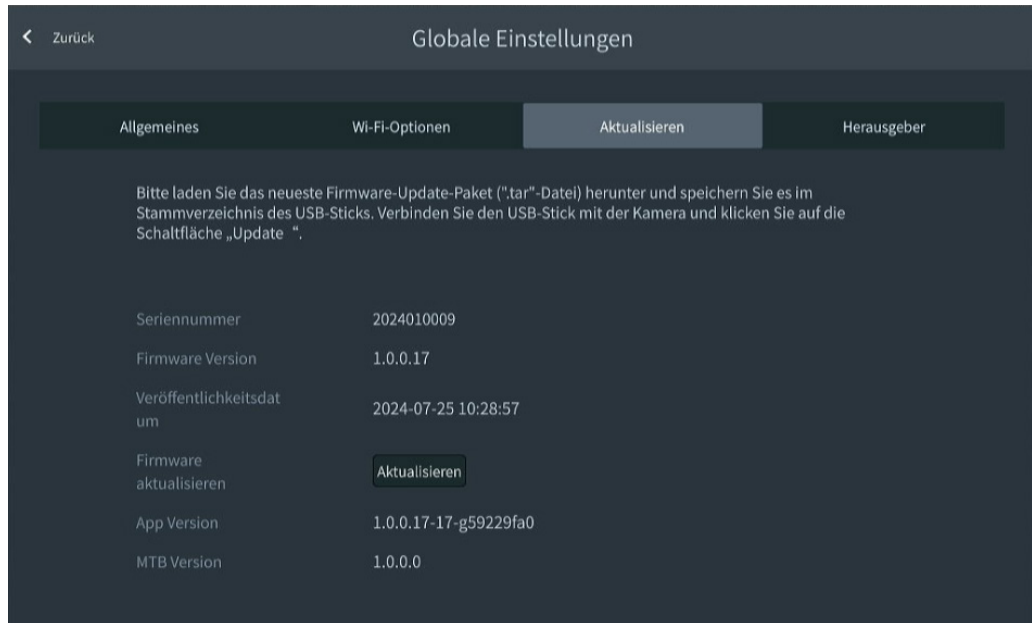 Zurück
Globale Einstellungen
Allgemeines
Wi-Fi-Optionen
Aktualisieren
Herausgeber
Bitte laden Sie das neueste Firmware-Update-Paket (".tar"-Datei) herunter und speichern Sie es im
Stammverzeichnis des USB-Sticks. Verbinden Sie den USB-Stick mit der Kamera und klicken Sie auf die
Schaltfläche „Update “.
Seriennummer 2024010009
Firmware Version 1.0.0.17
Veröffentlichkeitsdat
um
2024-07-25 10:28:57
Firmware
aktualisieren
Aktualisieren
App Version 1.0.0.17-17-g59229fa0
MTB Version 1.0.0.0